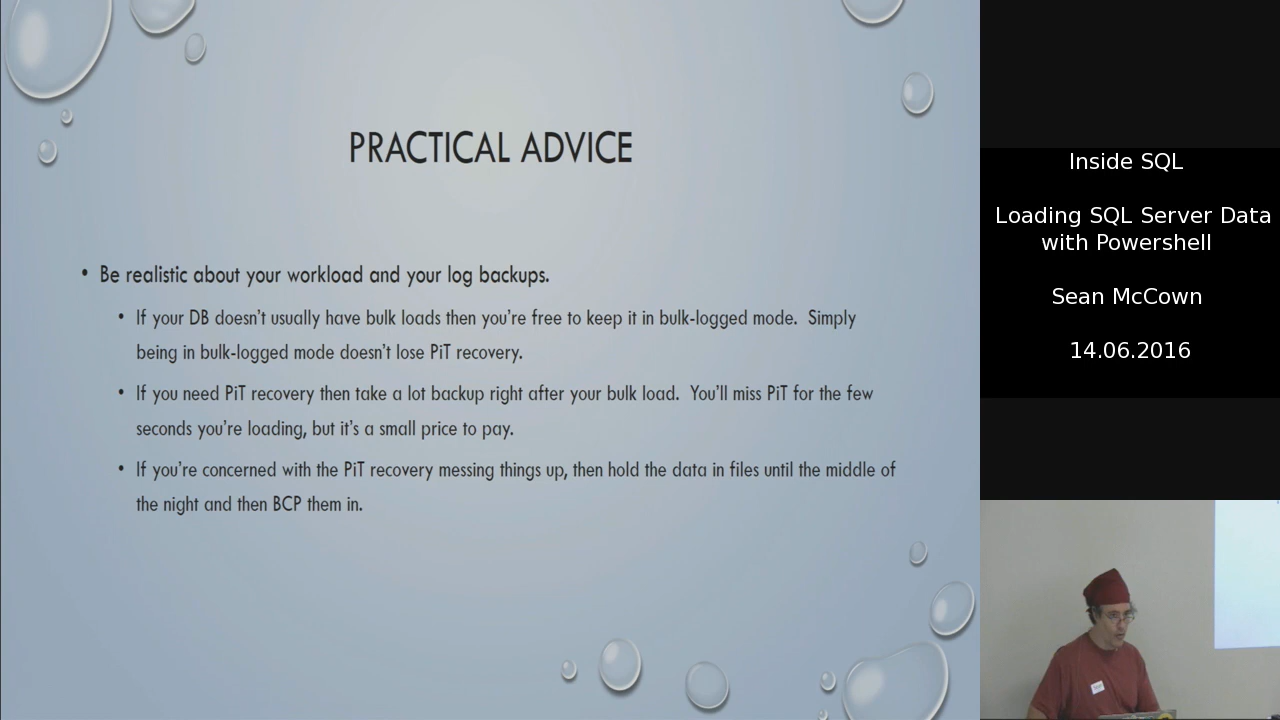 PRACTICAL ADVICE
• Be realistic about your workload and your log backups.
• If your DB doesn't usually have bulk loads then you're free to keep it in bulk-logged mode.  Simply
being in bulk-logged mode doesn't lose PiT recovery.
• If you need PiT recovery then take a lot backup right after your bulk load.  You'll miss PiT for the few
seconds you're loading, but it's a small price to pay.
• If you're concerned with the PiT recovery messing things up, then hold the data in files until the middle of
the night and then BCP them in.
Inside SQL
Loading SQL Server Data
with Powershell
Sean McCown
14.06.2016